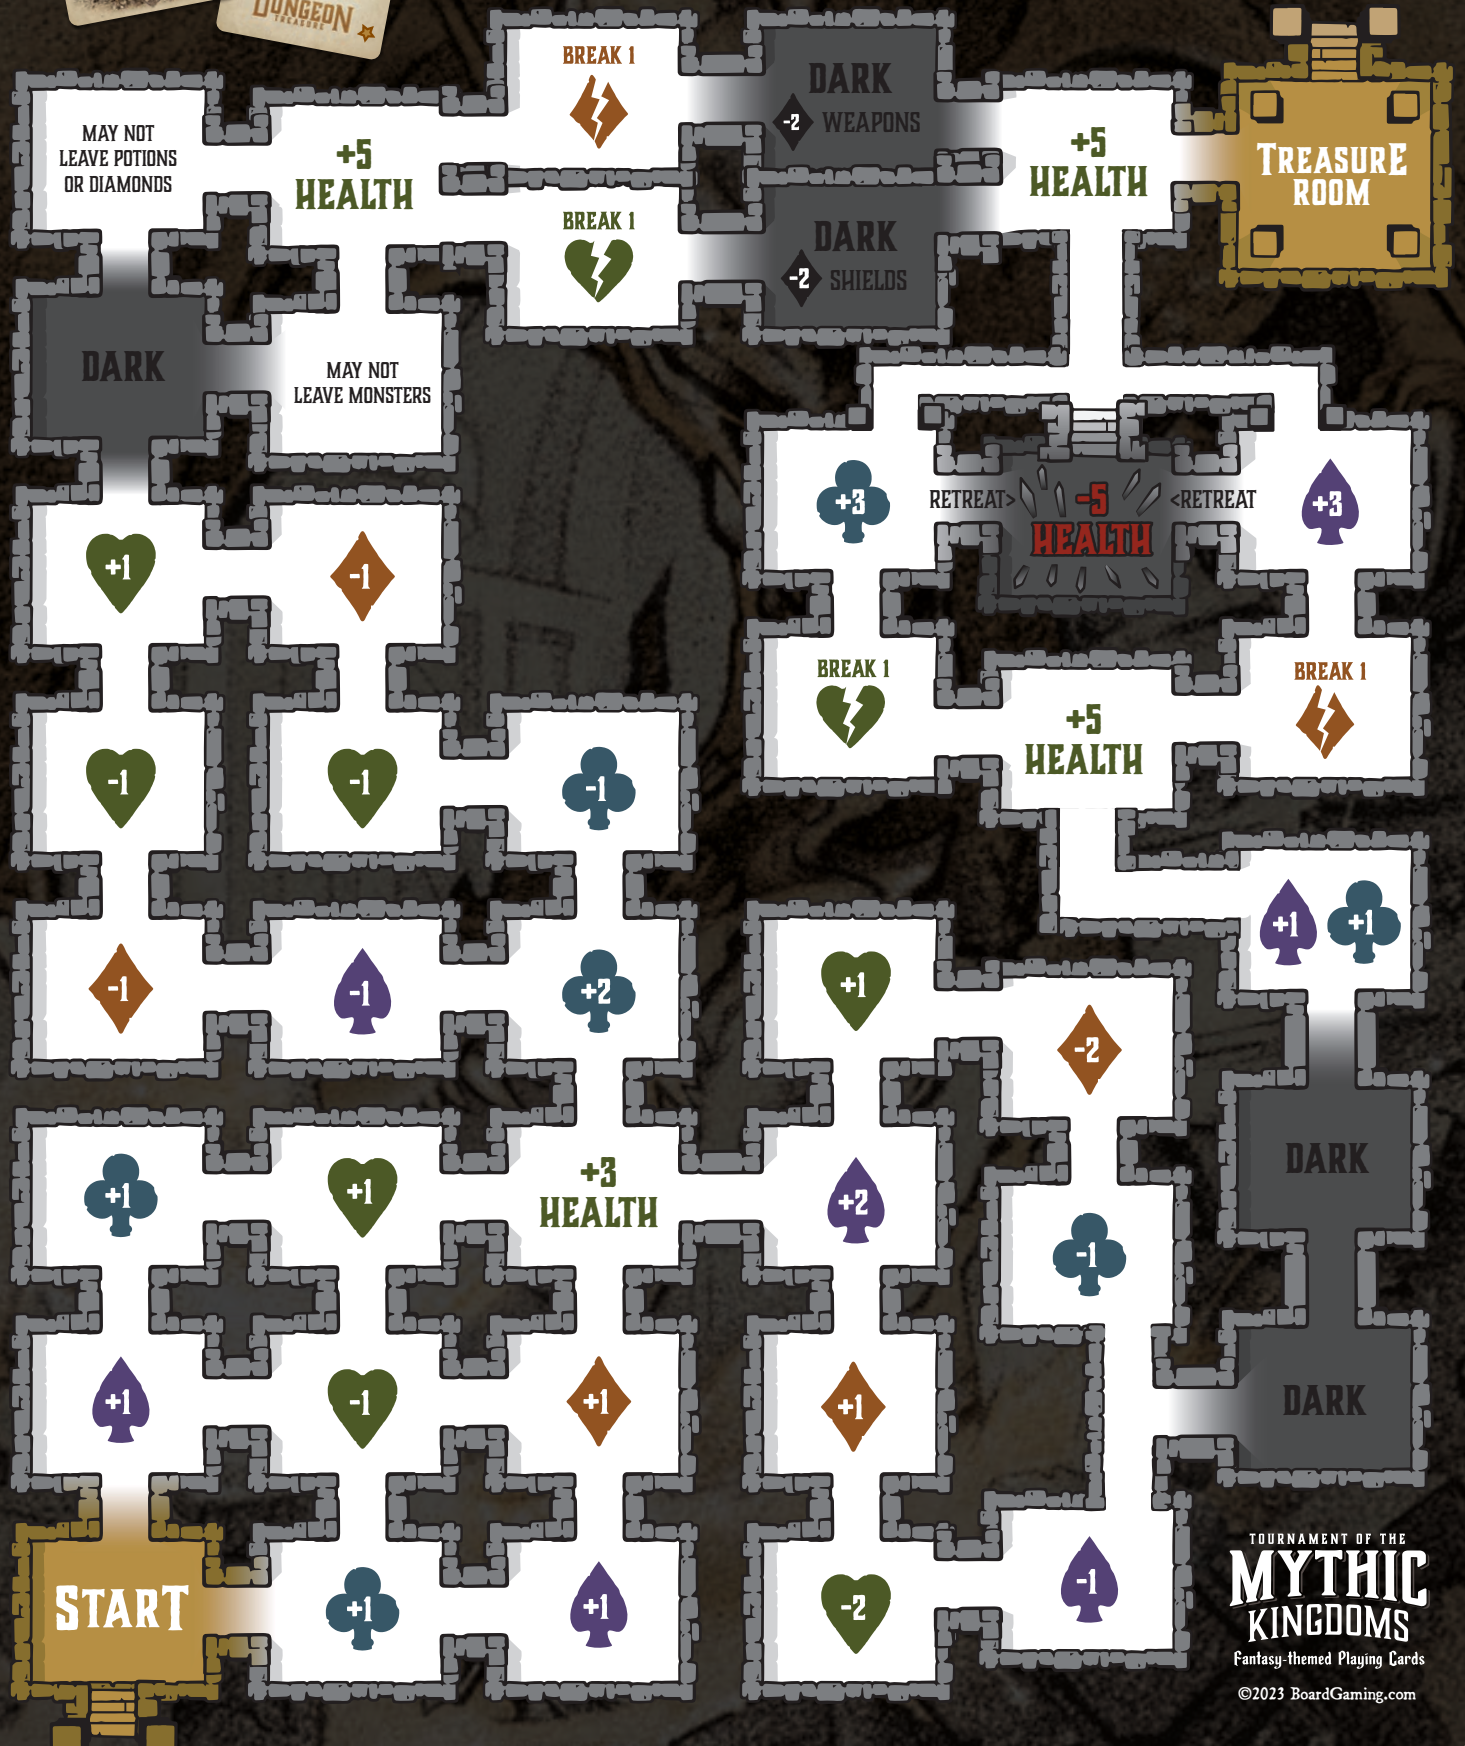 DUNGEON
TREASURE
BREAK 1
DARK
-2 WEAPONS
MAY NOT
LEAVE POTIONS
OR DIAMONDS
+5
HEALTH
+5
HEALTH
TREASURE
ROOM
BREAK 1
DARK
-2 SHIELDS
DARK
MAY NOT
LEAVE MONSTERS
+3
RETREAT>
-5
HEALTH
<RETREAT
+3
+1
-1
BREAK 1
+5
HEALTH
BREAK 1
-1
-1
-1
+1
+1
-1
-1
+2
+1
-2
DARK
+1
+1
+3
HEALTH
+2
-1
+1
-1
+1
+1
DARK
START
+1
+1
-2
-1
TOURNAMENT OF THE
MYTHIC
KINGDOMS
Fantasy-themed Playing Cards
©2023 BoardGaming.com